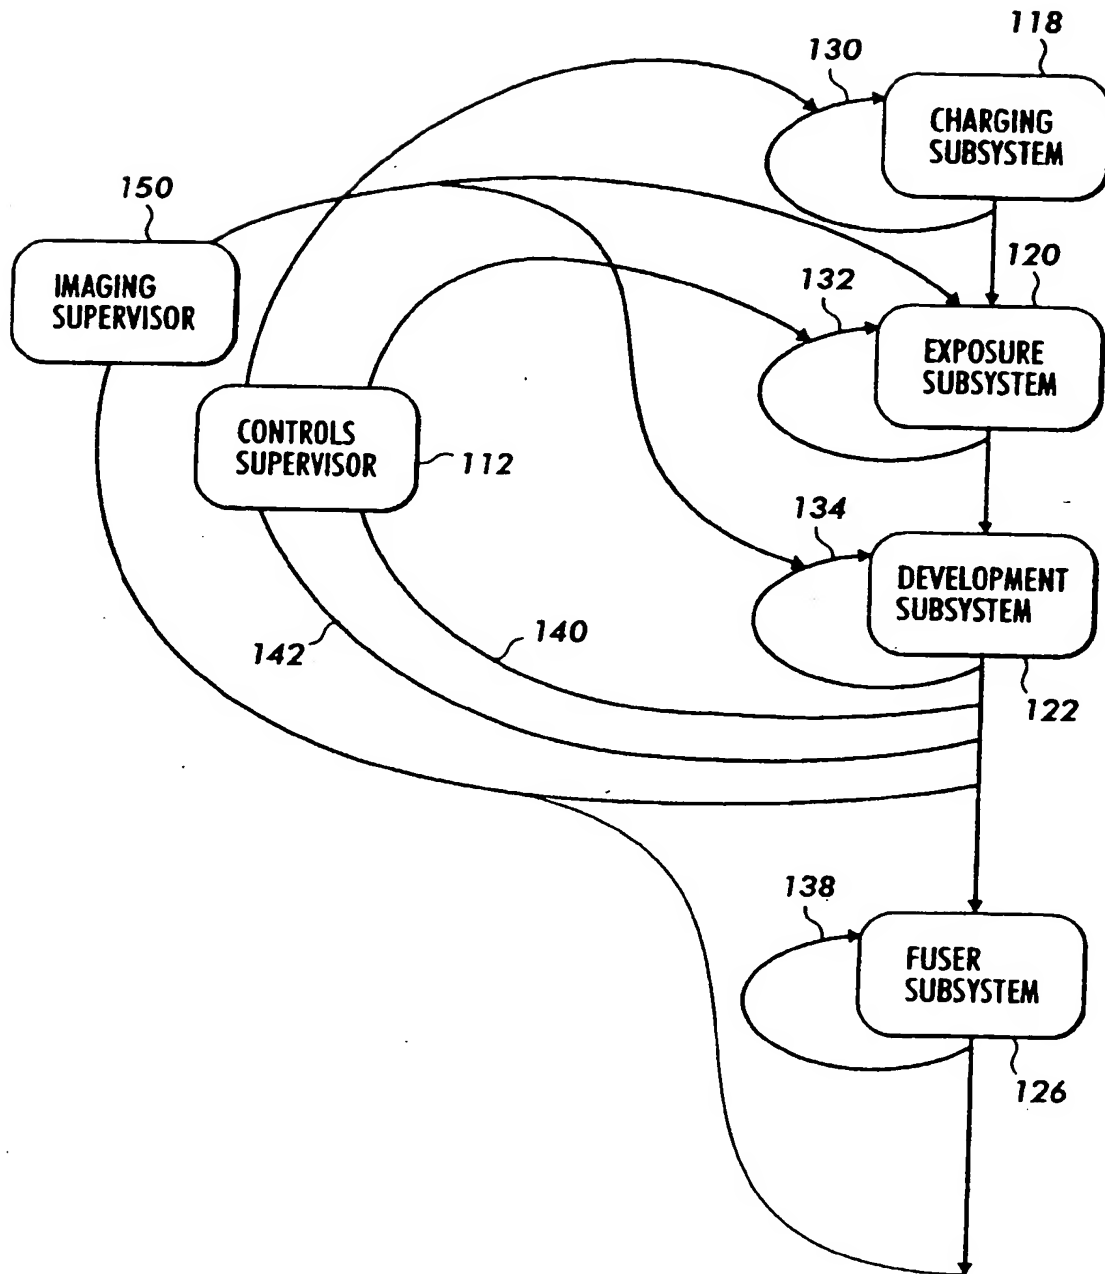 118
130
CHARGING
SUBSYSTEM
150
IMAGING
SUPERVISOR
120
132
EXPOSURE
SUBSYSTEM
CONTROLS
SUPERVISOR
112
134
DEVELOPMENT
SUBSYSTEM
142
140
122
138
FUSER
SUBSYSTEM
126